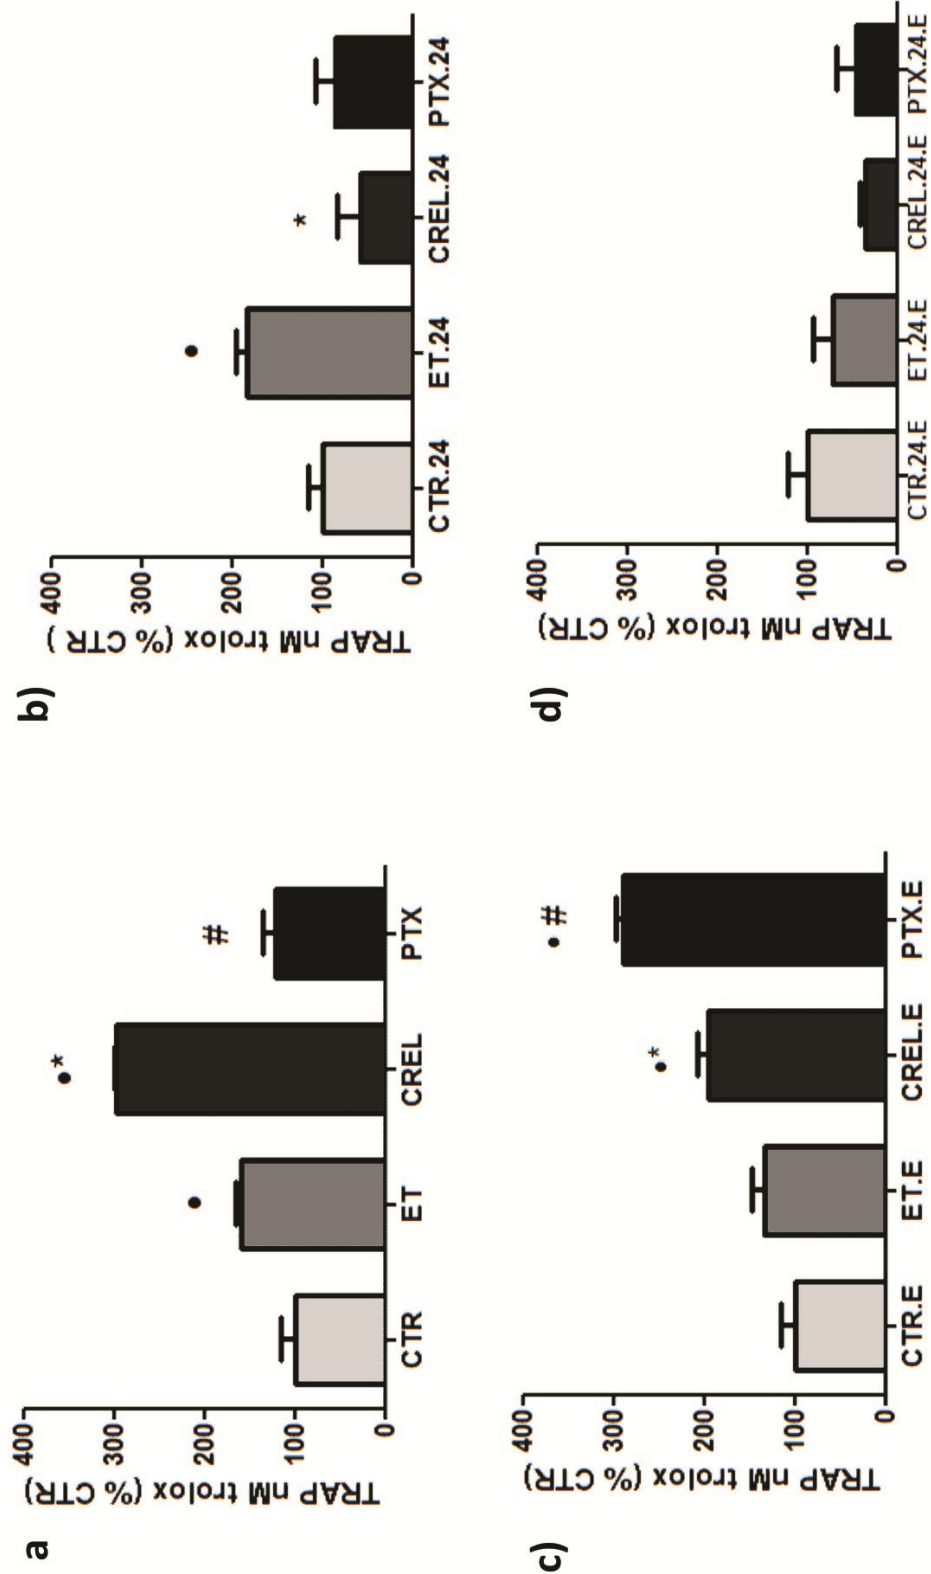 a
TRAP nM trolox (% CTR)
400
300
200
100
0
•
•*
#
CTR
ET
CREL
PTX
b)
TRAP nM trolox (% CTR )
400
300
200
100
0
•
*
CTR.24
ET.24
CREL.24
PTX.24
c)
TRAP nM trolox (% CTR)
400
300
200
100
0
•*
•#
CTR.E
ET.E
CREL.E
PTX.E
d)
TRAP nM trolox (% CTR)
400
300
200
100
0
CTR.24.E
ET.24.E
CREL.24.E
PTX.24.E